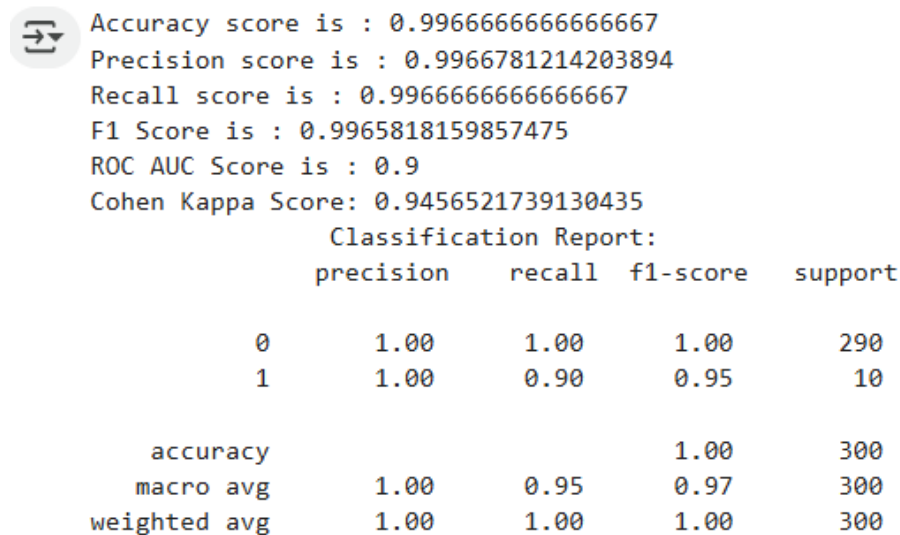 Accuracy score is : 0.9966666666666667
Precision score is : 0.9966781214203894
Recall score is : 0.9966666666666667
F1 Score is : 0.9965818159857475
ROC AUC Score is : 0.9
Cohen Kappa Score: 0.9456521739130435
Classification Report:
precision recall f1-score support
0 1.00 1.00 1.00 290
1 1.00 0.90 0.95 10
accuracy 1.00 300
macro avg 1.00 0.95 0.97 300
weighted avg 1.00 1.00 1.00 300